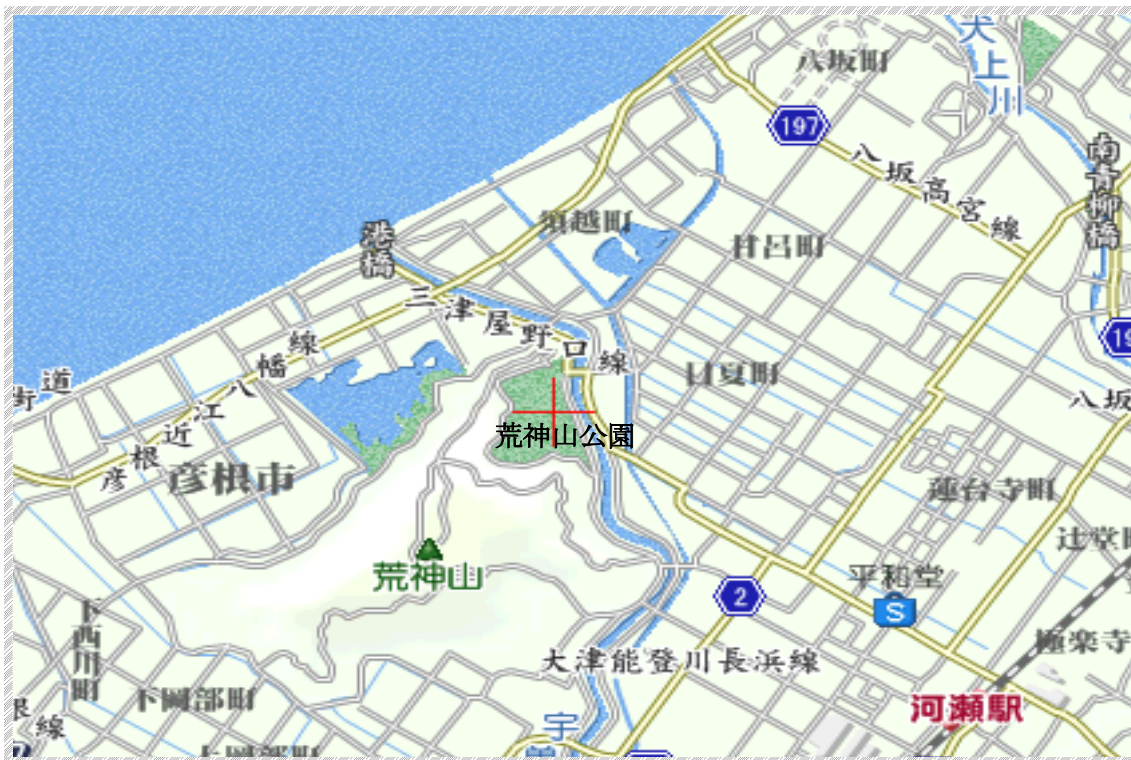 犬上川
八坂町
197
南青柳橋
八坂高宮線
須越町
甘呂町
港橋
三津屋野口線
日夏町
街道
彦根近江八幡線
八坂
荒神山公園
彦根市
蓮台寺町
辻堂
荒神山
平和堂
S
2
下西川町
極楽寺
大津能登川長浜線
下岡部町
河瀬駅
線
宇
上岡部町